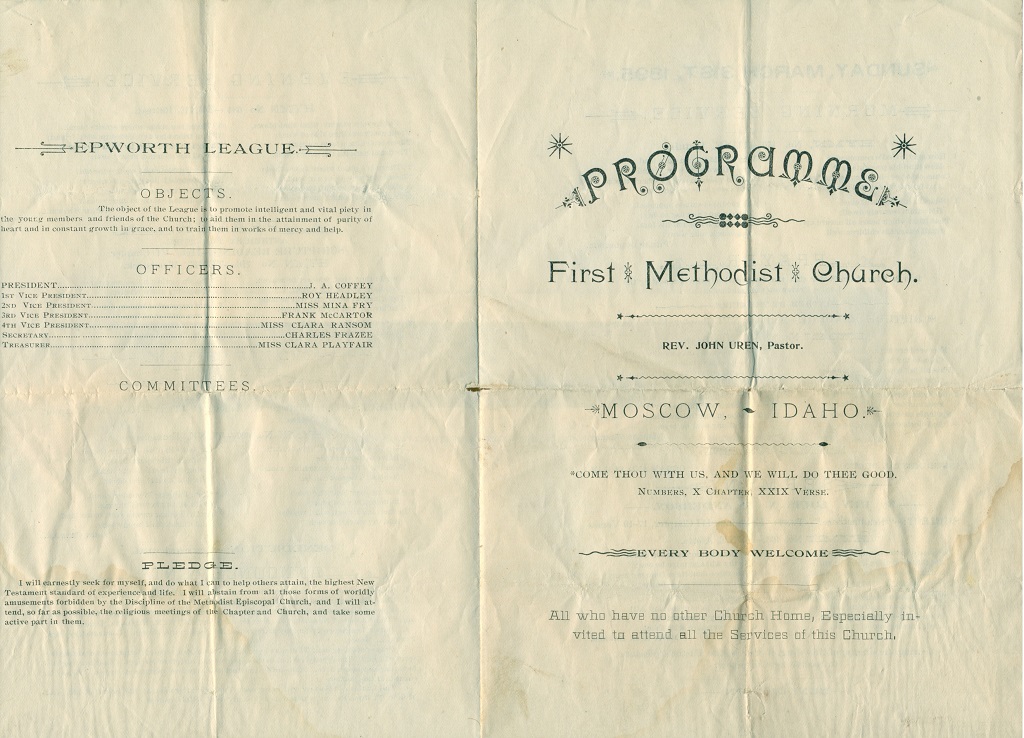 EPWORTH LEAGUE.
OBJECTS.
The object of the League is to promote intelligent and vital piety in
the young members and friends of the Church; to aid them in the attainment of purity of
heart and in constant growth in grace, and to train them in works of mercy and help.
OFFICERS.
PRESIDENT....J. A. COFFEY
1ST VICE PRESIDENT....ROY HEADLEY
2ND VICE PRESIDENT....MISS MINA FRY
3RD VICE PRESIDENT....FRANK McCARTOR
4TH VICE PRESIDENT....MISS CLARA RANSOM
SECRETARY....CHARLES FRAZEE
TREASURER....MISS CLARA PLAYFAIR
COMMITTEES.
PLEDGE.
I will earnestly seek for myself, and do what I can to help others attain, the highest New
Testament standard of experience and life. I will abstain from all those forms of worldly
amusements forbidden by the Discipline of the Methodist Episcopal Church, and I will at-
tend, so far as possible, the religious meetings of the Chapter and Church, and take some
active part in them.
PROGRAMME
First Methodist Church.
REV. JOHN UREN, Pastor.
MOSCOW, IDAHO.
"COME THOU WITH US, AND WE WILL DO THEE GOOD.
NUMBERS, X CHAPTER, XXIX VERSE.
EVERY BODY WELCOME
All who have no other Church Home, Especially in-
vited to attend all the Services of this Church.
SUNDAY, MARCH 31ST, 1895